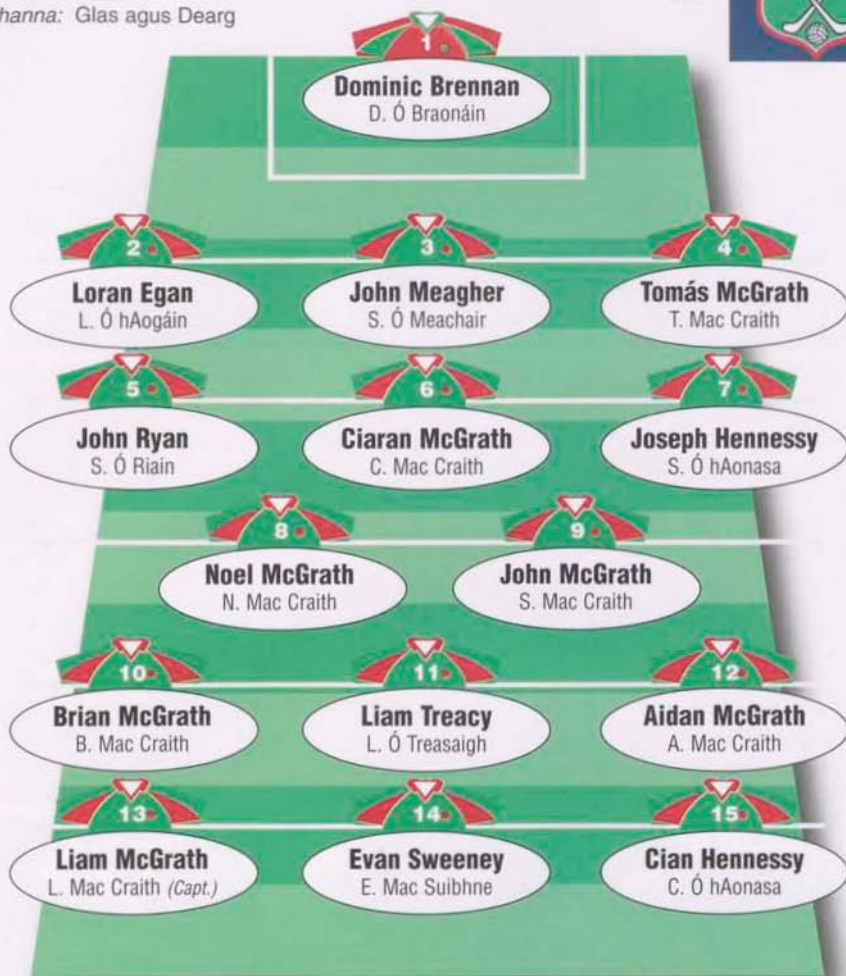 hanna: Glas agus Dearg
1
Dominic Brennan
D. Ó Braonáin
2
Loran Egan
L. Ó hAogáin
3
John Meagher
S. Ó Meachair
4
Tomás McGrath
T. Mac Craith
5
John Ryan
S. Ó Riain
6
Ciaran McGrath
C. Mac Craith
7
Joseph Hennessy
S. Ó hAonasa
8
Noel McGrath
N. Mac Craith
9
John McGrath
S. Mac Craith
10
Brian McGrath
B. Mac Craith
11
Liam Treacy
L. Ó Treasaigh
12
Aidan McGrath
A. Mac Craith
13
Liam McGrath
L. Mac Craith (Capt.)
14
Evan Sweeney
E. Mac Suibhne
15
Cian Hennessy
C. Ó hAonasa